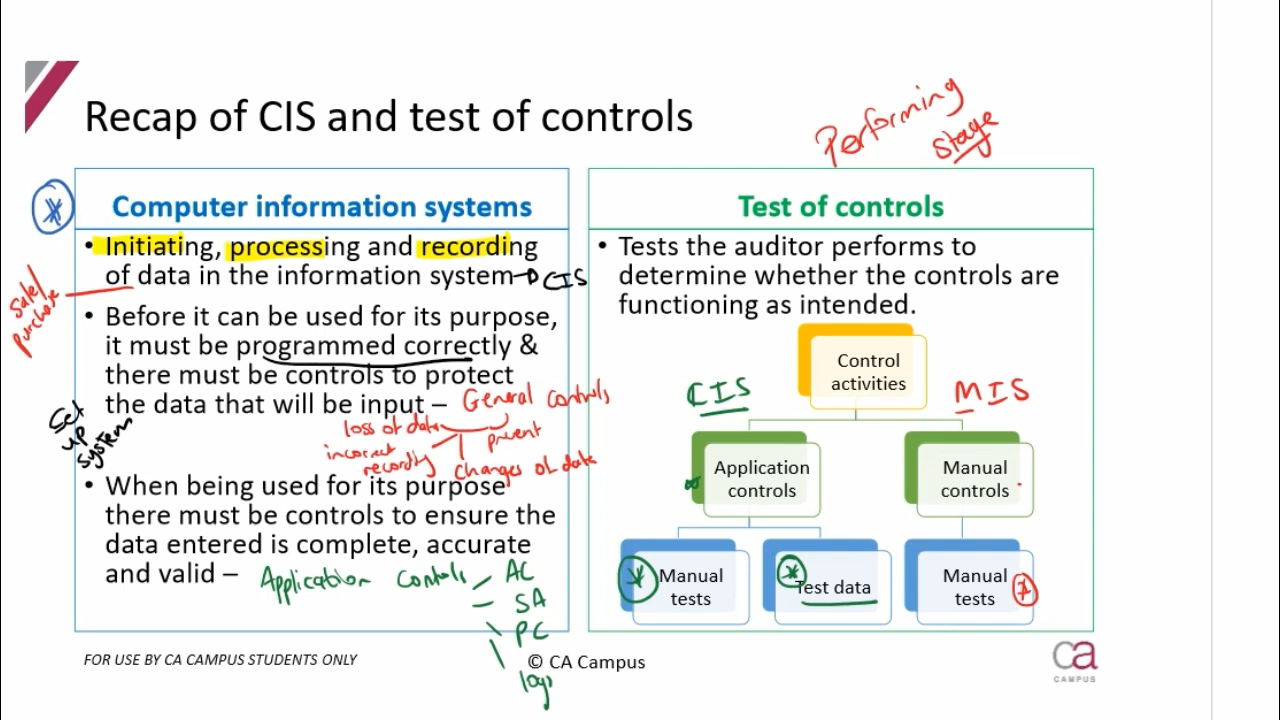 Recap of CIS and test of controls
Performing
stage
Computer information systems
• Initiating, processing and recording
of data in the information system → CIS
Sale/
purchase
• Before it can be used for its purpose,
it must be programmed correctly &
there must be controls to protect
the data that will be input – General controls
Set
up
systems
loss of data
prevent
incorrect
recording
changes of data
• When being used for its purpose
there must be controls to ensure the
data entered is complete, accurate
and valid – Application controls
AC
SA
PC
logs
Test of controls
• Tests the auditor performs to
determine whether the controls are
functioning as intended.
Control
activities
CIS
MIS
Application
controls
Manual
controls
Manual
tests
Test data
Manual
tests
FOR USE BY CA CAMPUS STUDENTS ONLY
© CA Campus
ca
CAMPUS